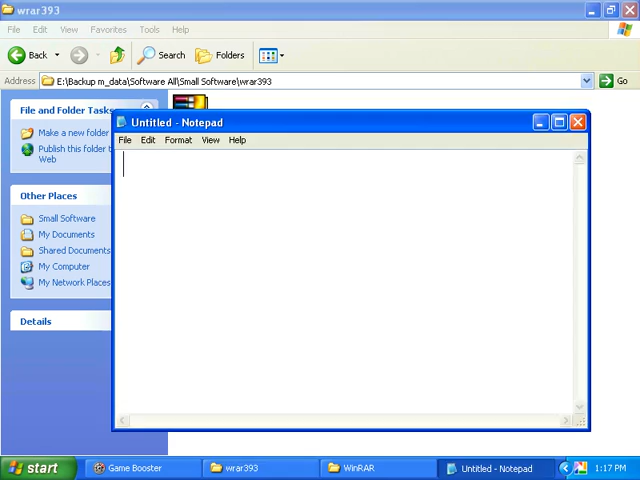 wrar393
File Edit View Favorites Tools Help
Back Search Folders
Address E:\Backup m_data\Software All\Small Software\wrar393 Go
File and Folder Tasks
Make a new folder
Publish this folder t
Web
Other Places
Small Software
My Documents
Shared Documents
My Computer
My Network Places
Details
Untitled - Notepad
File Edit Format View Help
start Game Booster wrar393 WinRAR Untitled - Notepad 1:17 PM